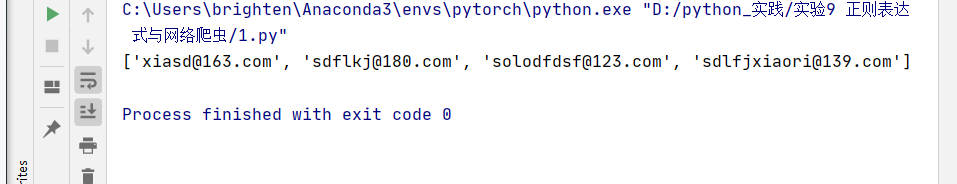 C:\Users\brighten\Anaconda3\envs\pytorch\python.exe "D:/python_实践/实验9 正则表达
式与网络爬虫/1.py"
['xiasd@163.com', 'sdflkj@180.com', 'solodfdsf@123.com', 'sdlfjxiaori@139.com']
Process finished with exit code 0
rites